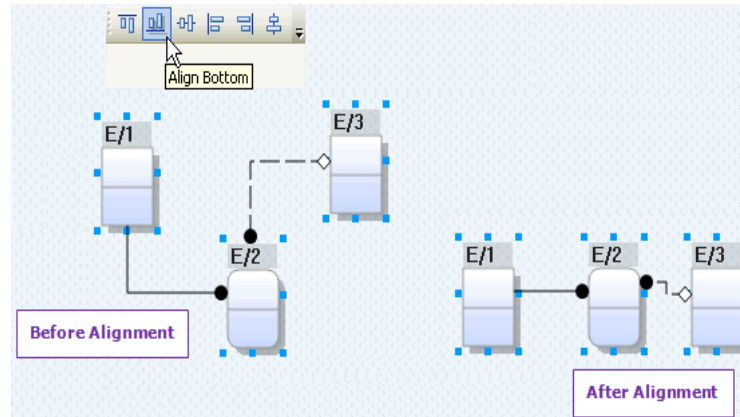 Align Bottom
E/1
E/3
E/2
Before Alignment
E/1
E/2
E/3
After Alignment